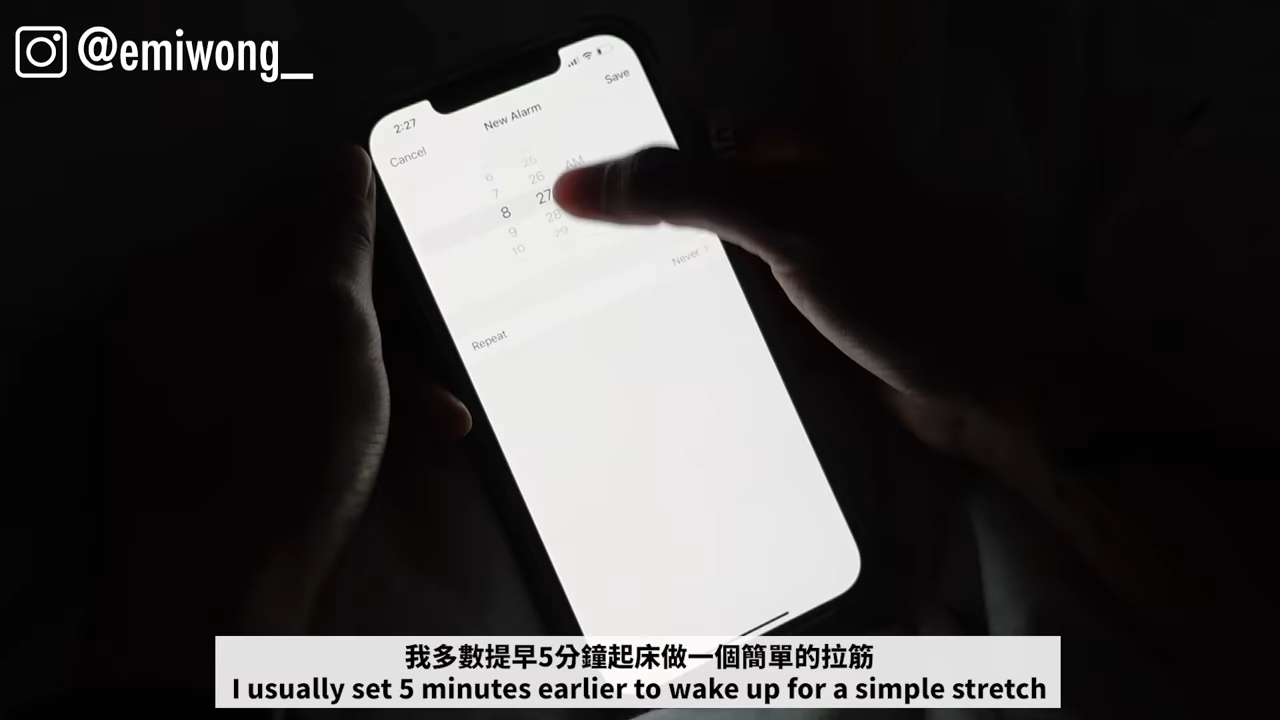 @emiwong_
2:27
Save
New Alarm
Cancel
25
AM
6
26
7
27
8
28
9
29
10
Never
Repeat
我多數提早5分鐘起床做一個簡單的拉筋
I usually set 5 minutes earlier to wake up for a simple stretch